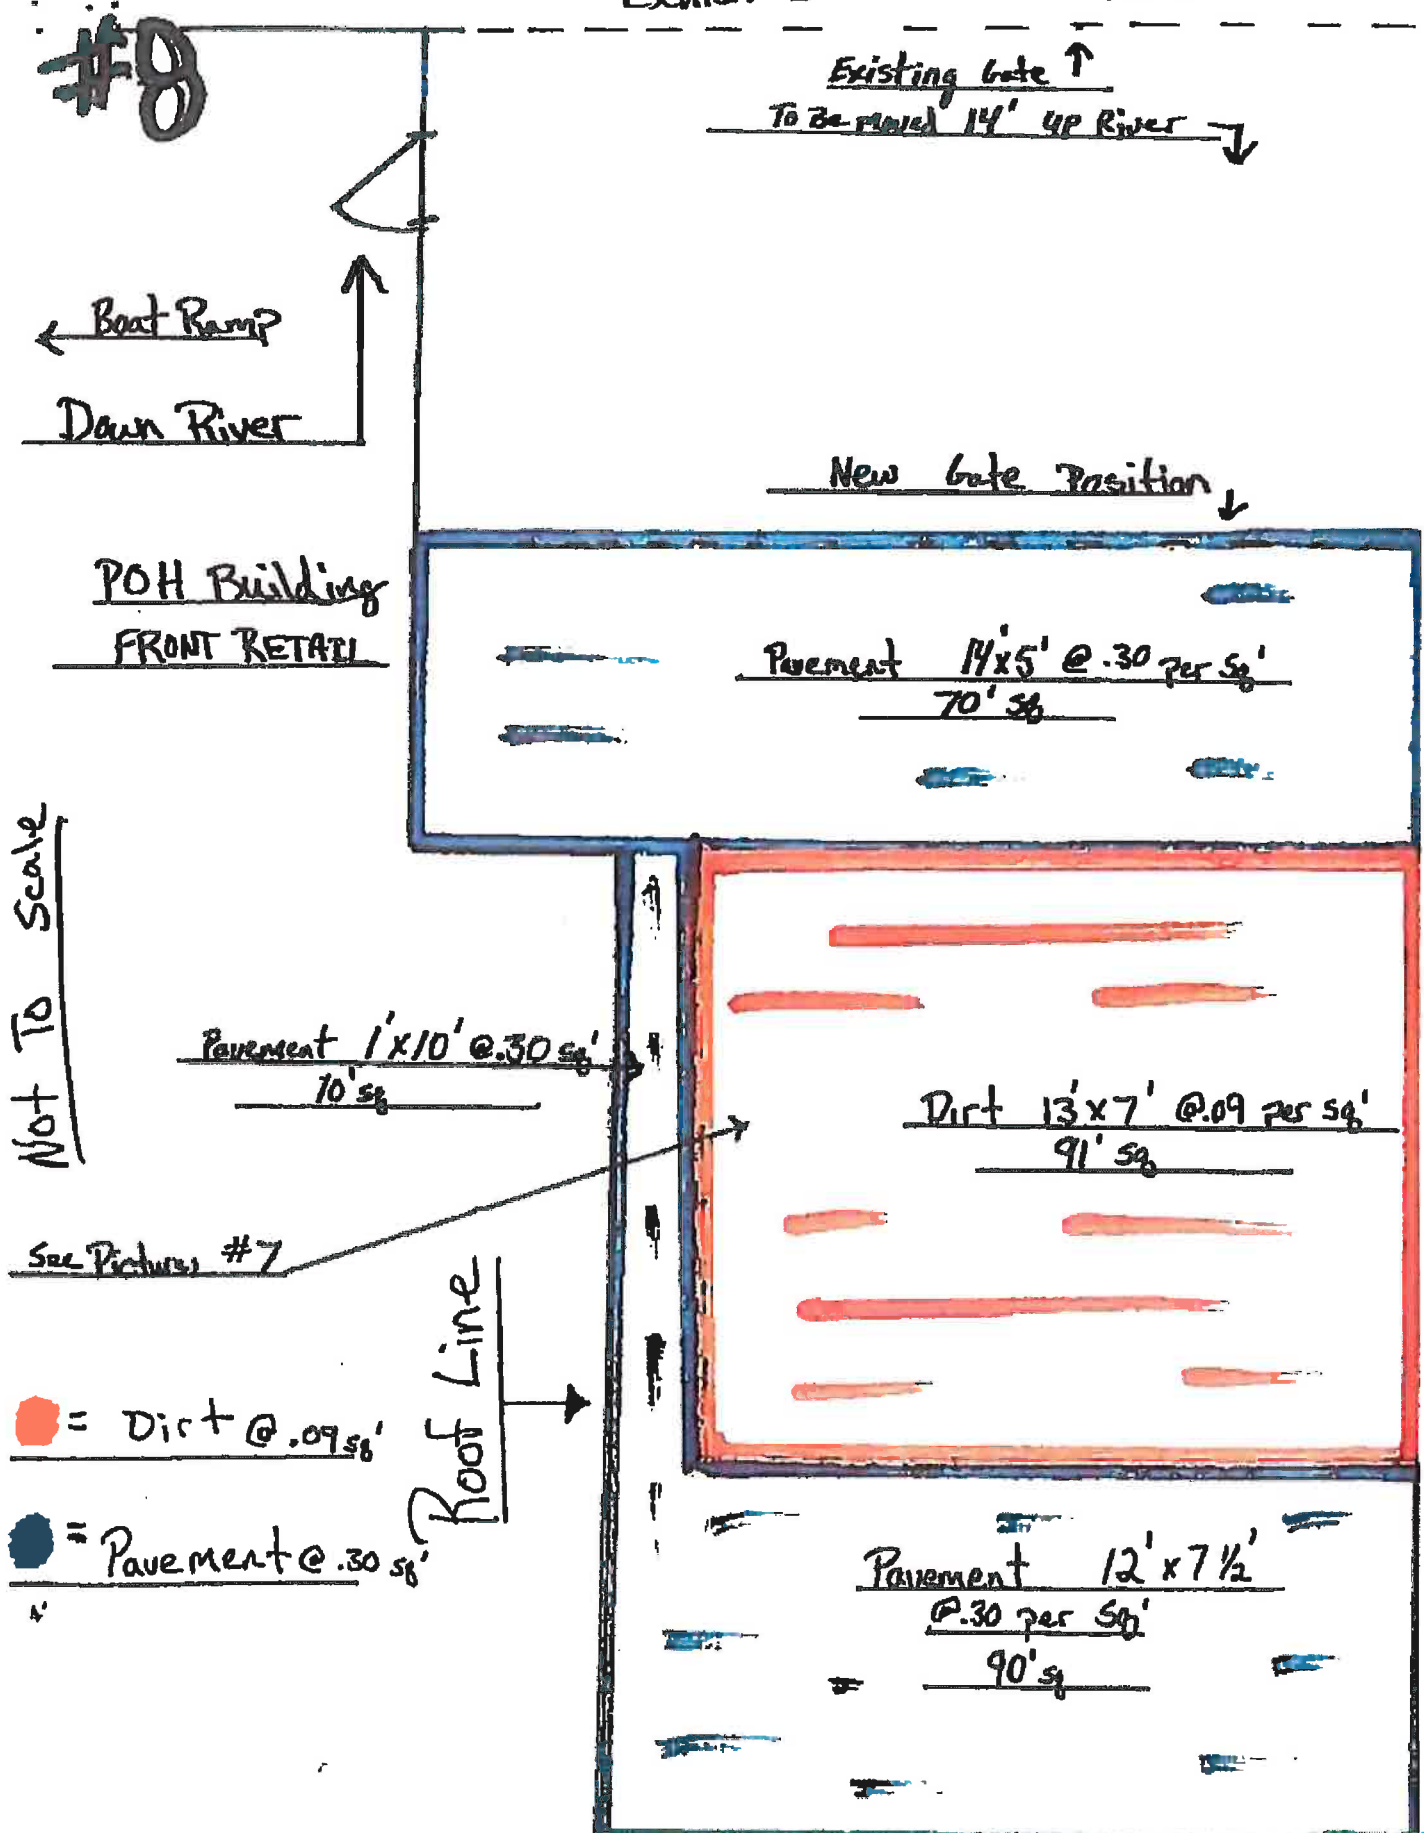 #8
Existing Gate ↑
To Be moved 14' up River
← Boat Ramp
Down River
New Gate Position
POH Building
FRONT RETAIL
Pavement 14'x5' @ .30 per sq'
70' sq
Not To Scale
Pavement 1'x10' @.30 sq'
10' sq
Dirt 13'x7' @.09 per sq'
91' sq
See Pictures #7
Roof Line
= Dirt @ .09 sq'
= Pavement @ .30 sq'
Pavement 12'x7 1/2'
@.30 per sq'
90' sq